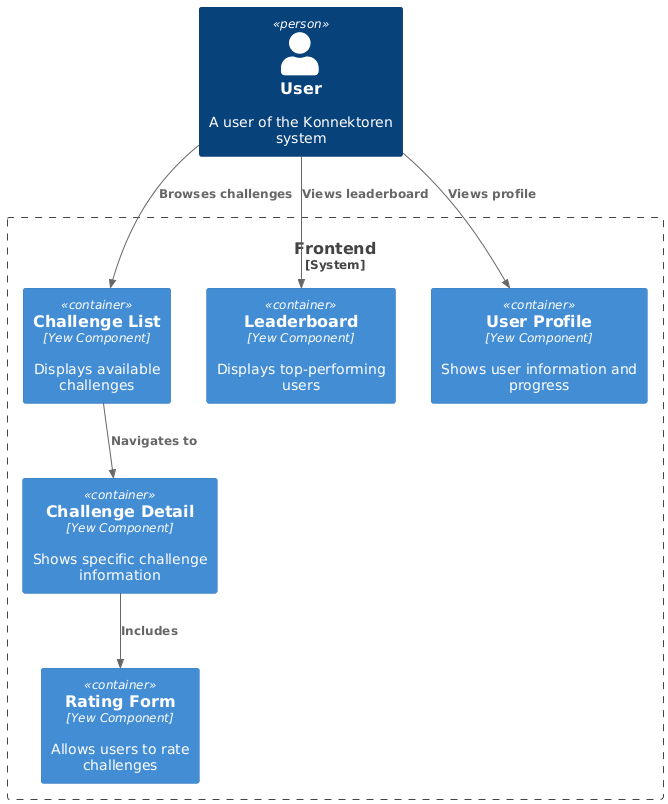 «person»
User
A user of the Konnektoren
system
Browses challenges
Views leaderboard
Views profile
Frontend
[System]
«container»
Challenge List
[Yew Component]
Displays available
challenges
«container»
Leaderboard
[Yew Component]
Displays top-performing
users
«container»
User Profile
[Yew Component]
Shows user information and
progress
Navigates to
«container»
Challenge Detail
[Yew Component]
Shows specific challenge
information
Includes
«container»
Rating Form
[Yew Component]
Allows users to rate
challenges